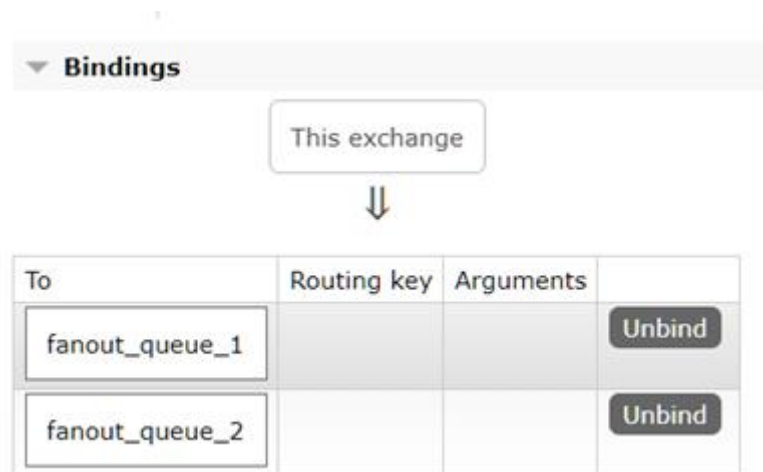 Bindings
This exchange
⇓
To Routing key Arguments
fanout_queue_1 Unbind
fanout_queue_2 Unbind